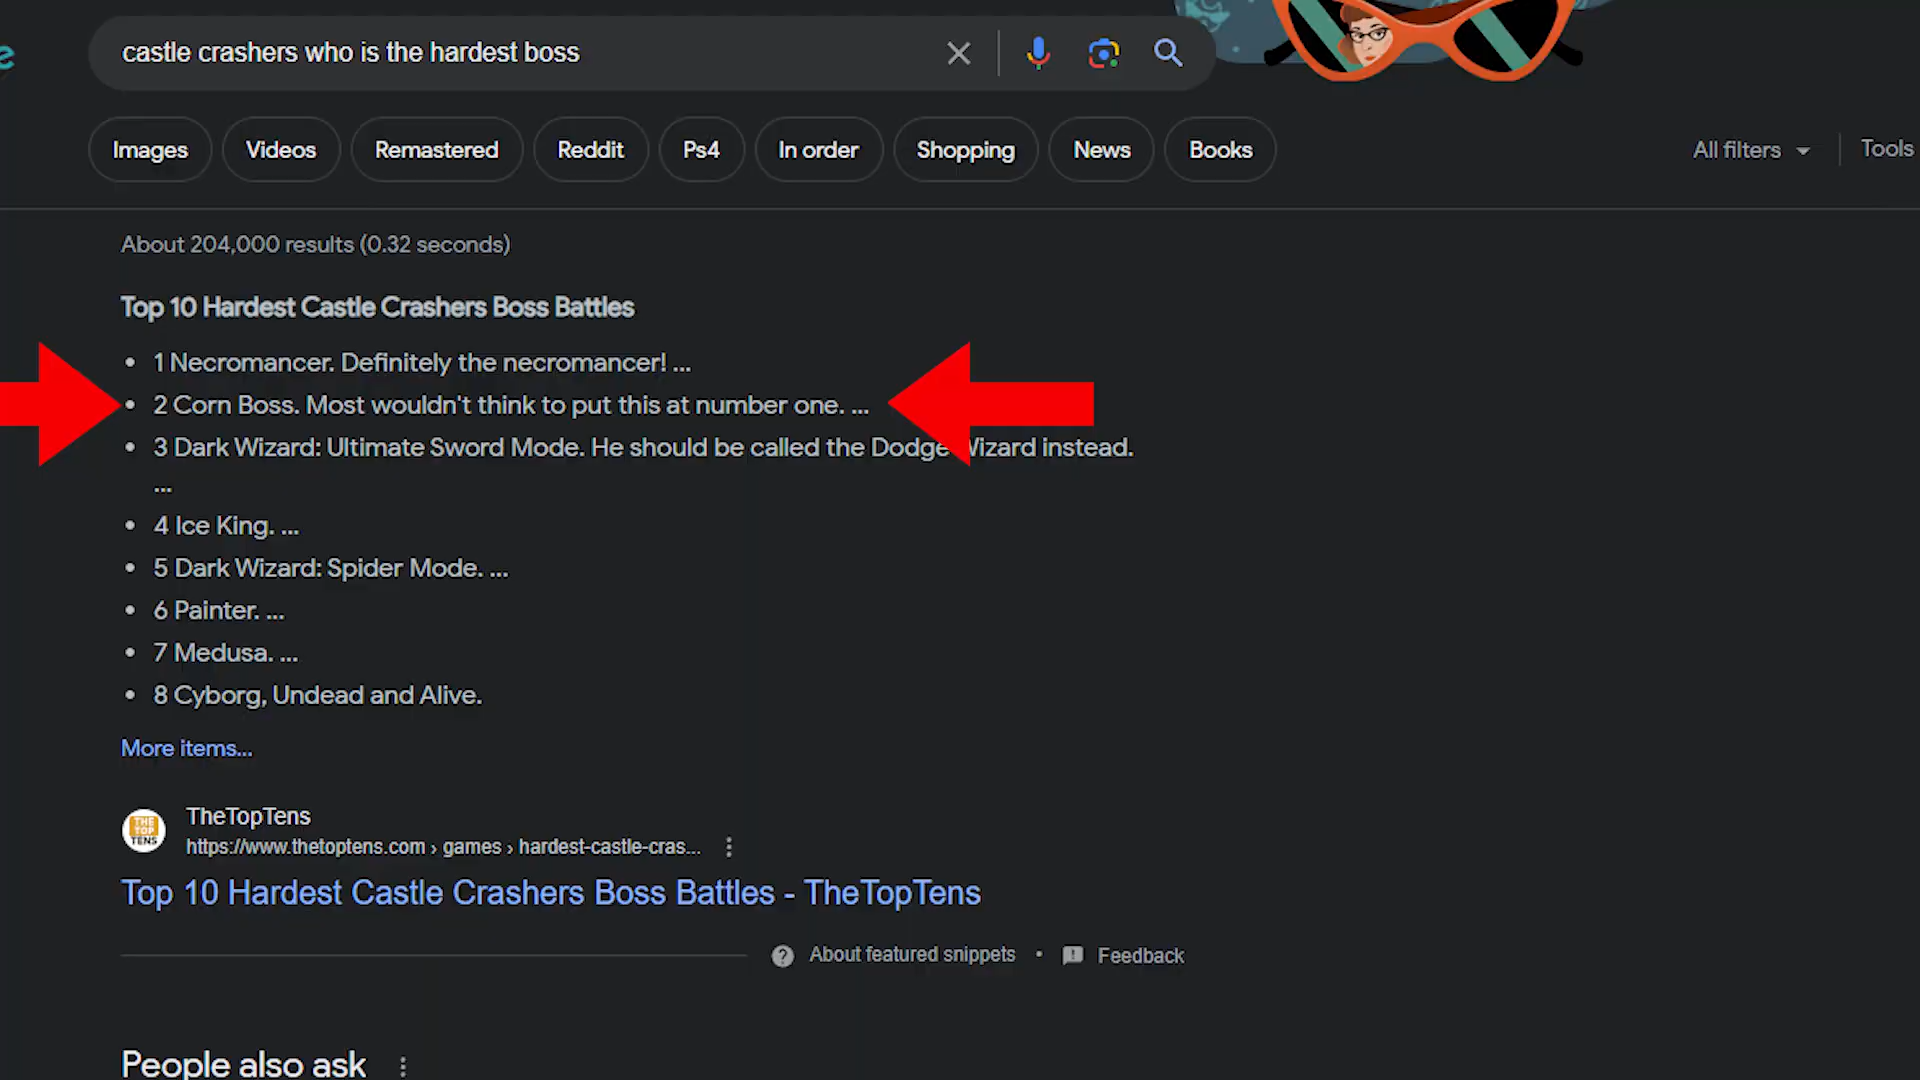 castle crashers who is the hardest boss
Images Videos Remastered Reddit Ps4 In order Shopping News Books All filters Tools
About 204,000 results (0.32 seconds)
Top 10 Hardest Castle Crashers Boss Battles
• 1 Necromancer. Definitely the necromancer! ...
• 2 Corn Boss. Most wouldn't think to put this at number one. ...
• 3 Dark Wizard: Ultimate Sword Mode. He should be called the Dodge Wizard instead.
...
• 4 Ice King. ...
• 5 Dark Wizard: Spider Mode. ...
• 6 Painter. ...
• 7 Medusa. ...
• 8 Cyborg, Undead and Alive.
More items...
THE TOP TENS
TheTopTens
https://www.thetoptens.com › games › hardest-castle-cras...
Top 10 Hardest Castle Crashers Boss Battles - TheTopTens
About featured snippets • Feedback
People also ask